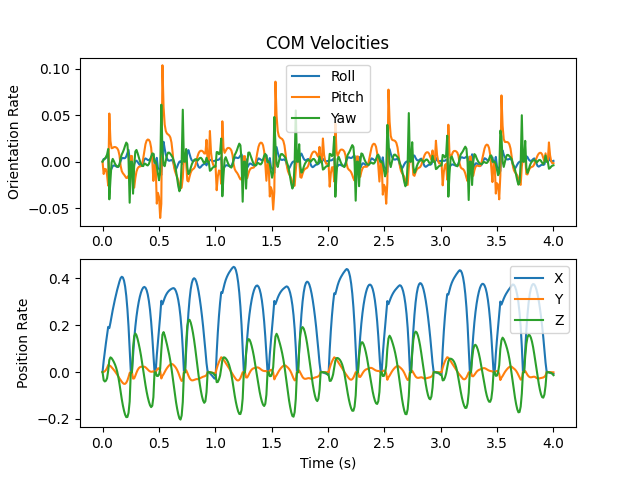 COM Velocities
Orientation Rate
0.10
0.05
0.00
−0.05
Roll
Pitch
Yaw
0.0 0.5 1.0 1.5 2.0 2.5 3.0 3.5 4.0
Position Rate
0.4
0.2
0.0
−0.2
X
Y
Z
0.0 0.5 1.0 1.5 2.0 2.5 3.0 3.5 4.0
Time (s)